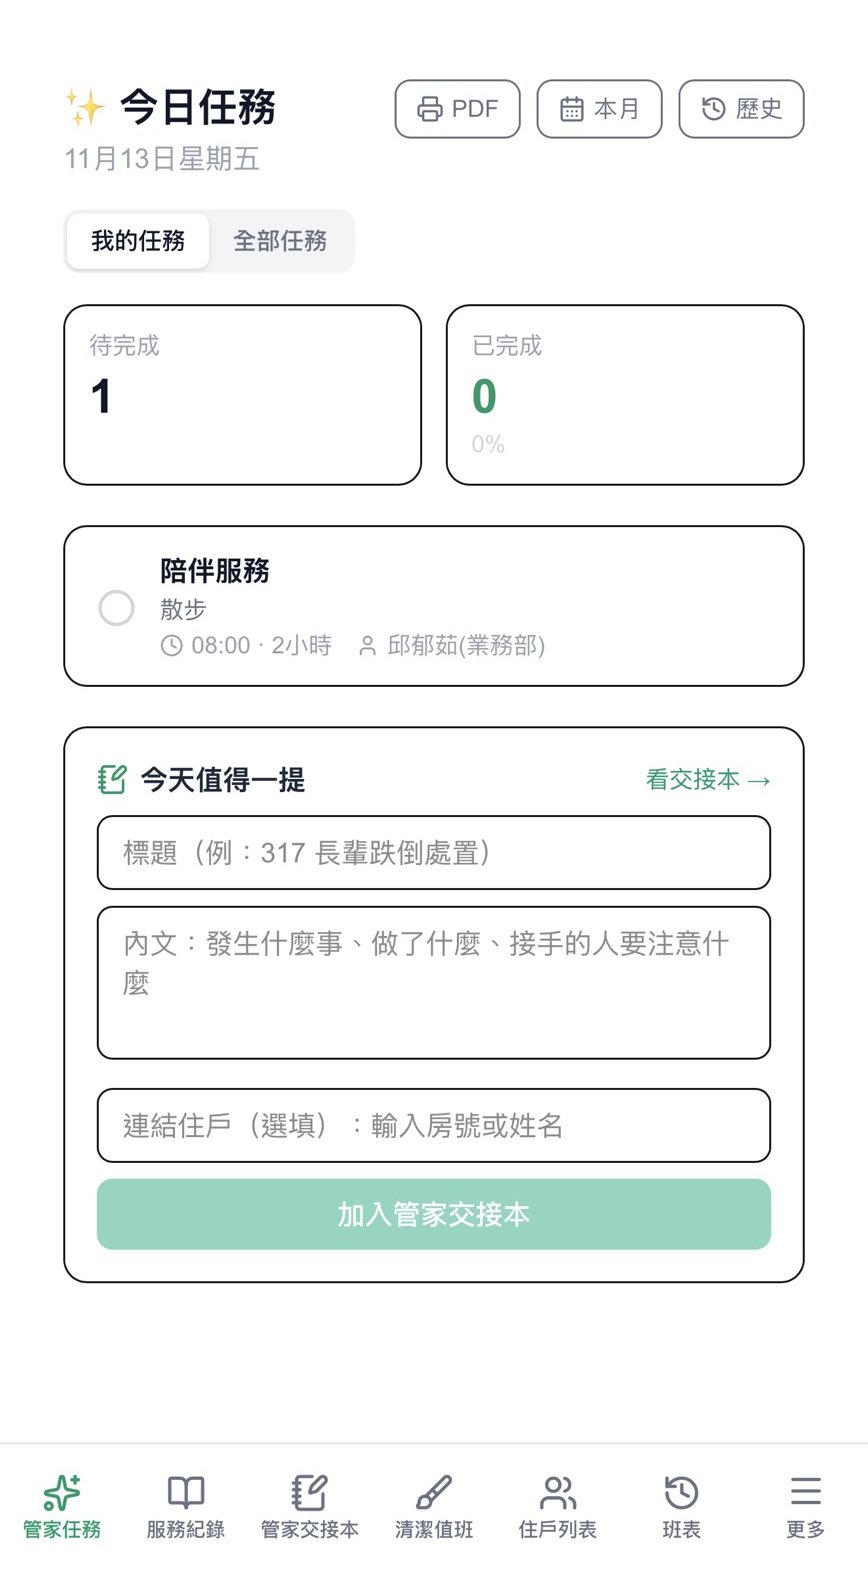 ✨ 今日任務
PDF
本月
歷史
11月13日星期五
我的任務
全部任務
待完成
1
已完成
0
0%
陪伴服務
散步
08:00 · 2小時
邱郁茹(業務部)
今天值得一提
看交接本 →
標題（例：317 長輩跌倒處置）
內文：發生什麼事、做了什麼、接手的人要注意什
麼
連結住戶（選填）：輸入房號或姓名
加入管家交接本
管家任務
服務紀錄
管家交接本
清潔值班
住戶列表
班表
更多